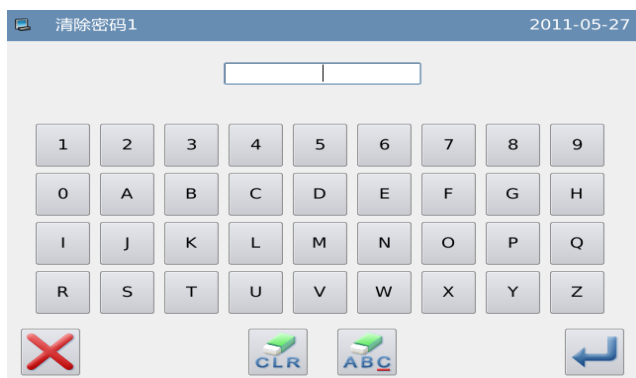 清除密码1 2011-05-27
1 2 3 4 5 6 7 8 9
0 A B C D E F G H
I J K L M N O P Q
R S T U V W X Y Z
CLR ABC